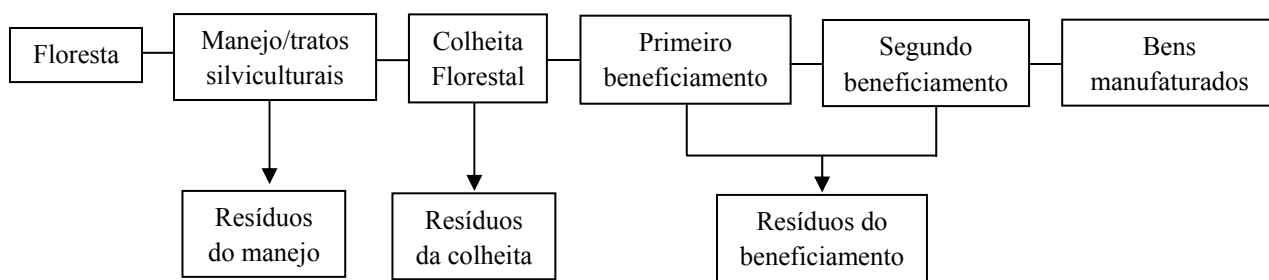 Floresta
Manejo/tratos
silviculturais
Colheita
Florestal
Primeiro
beneficiamento
Segundo
beneficiamento
Bens
manufaturados
Resíduos
do manejo
Resíduos
da colheita
Resíduos do
beneficiamento